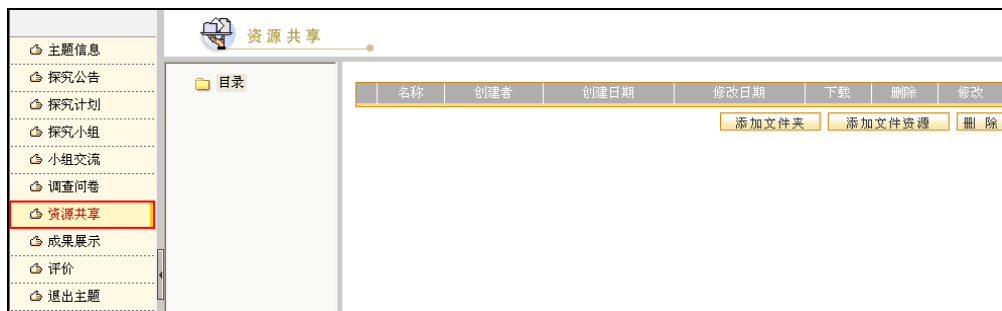 资源共享
主题信息
探究公告
探究计划
探究小组
小组交流
调查问卷
资源共享
成果展示
评价
退出主题
目录
名称 创建者 创建日期 修改日期 下载 删除 修改
添加文件夹 添加文件资源 删 除